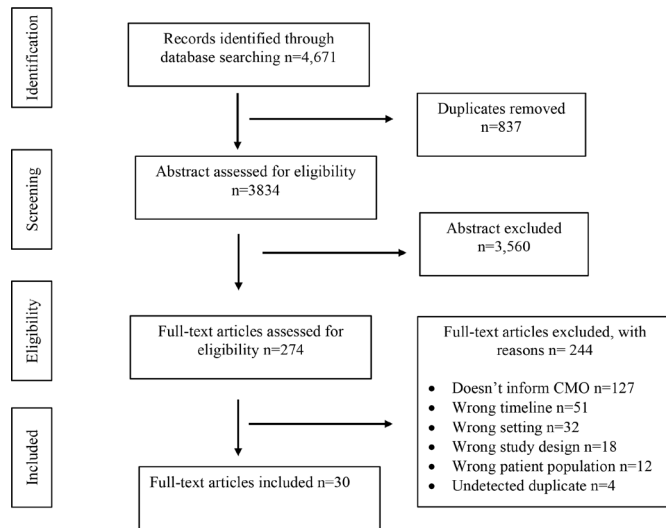 Identification
Records identified through
database searching n=4,671
Duplicates removed
n=837
Screening
Abstract assessed for eligibility
n=3834
Abstract excluded
n=3,560
Eligibility
Full-text articles assessed for
eligibility n=274
Full-text articles excluded, with
reasons n= 244
• Doesn’t inform CMO n=127
• Wrong timeline n=51
• Wrong setting n=32
• Wrong study design n=18
• Wrong patient population n=12
• Undetected duplicate n=4
Included
Full-text articles included n=30